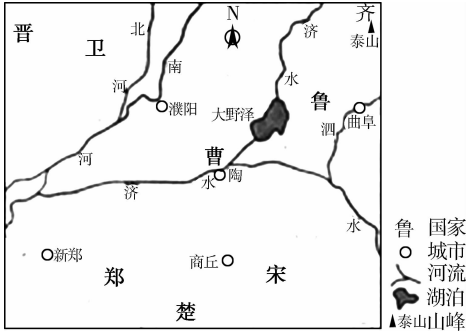 N
齐
泰山
晋
卫
北
南
济
河
水
濮阳
大野泽
鲁
泗
曲阜
河
曹
陶
水
济
水
新郑
商丘
郑
宋
楚
鲁 国家
城市
河流
湖泊
泰山 山峰